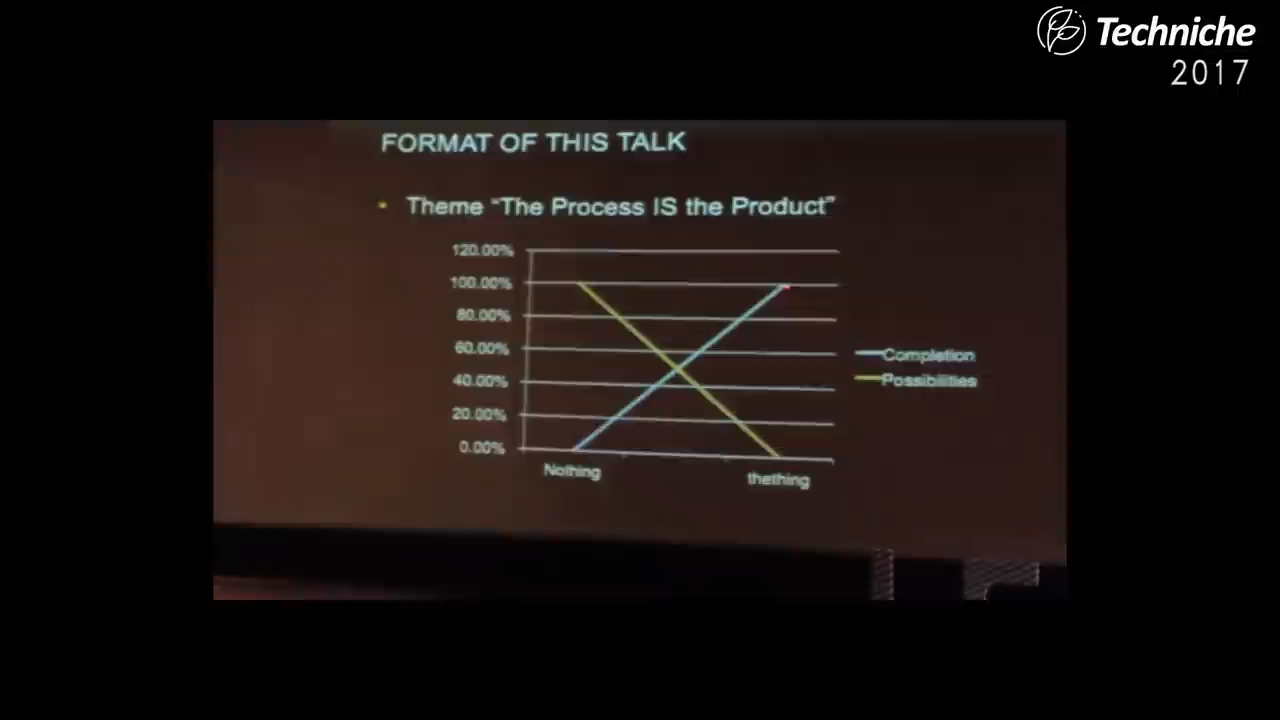 Techniche
2017
FORMAT OF THIS TALK
• Theme "The Process IS the Product"
120.00%
100.00%
80.00%
60.00%
40.00%
20.00%
0.00%
Nothing
thething
Completion
Possibilities